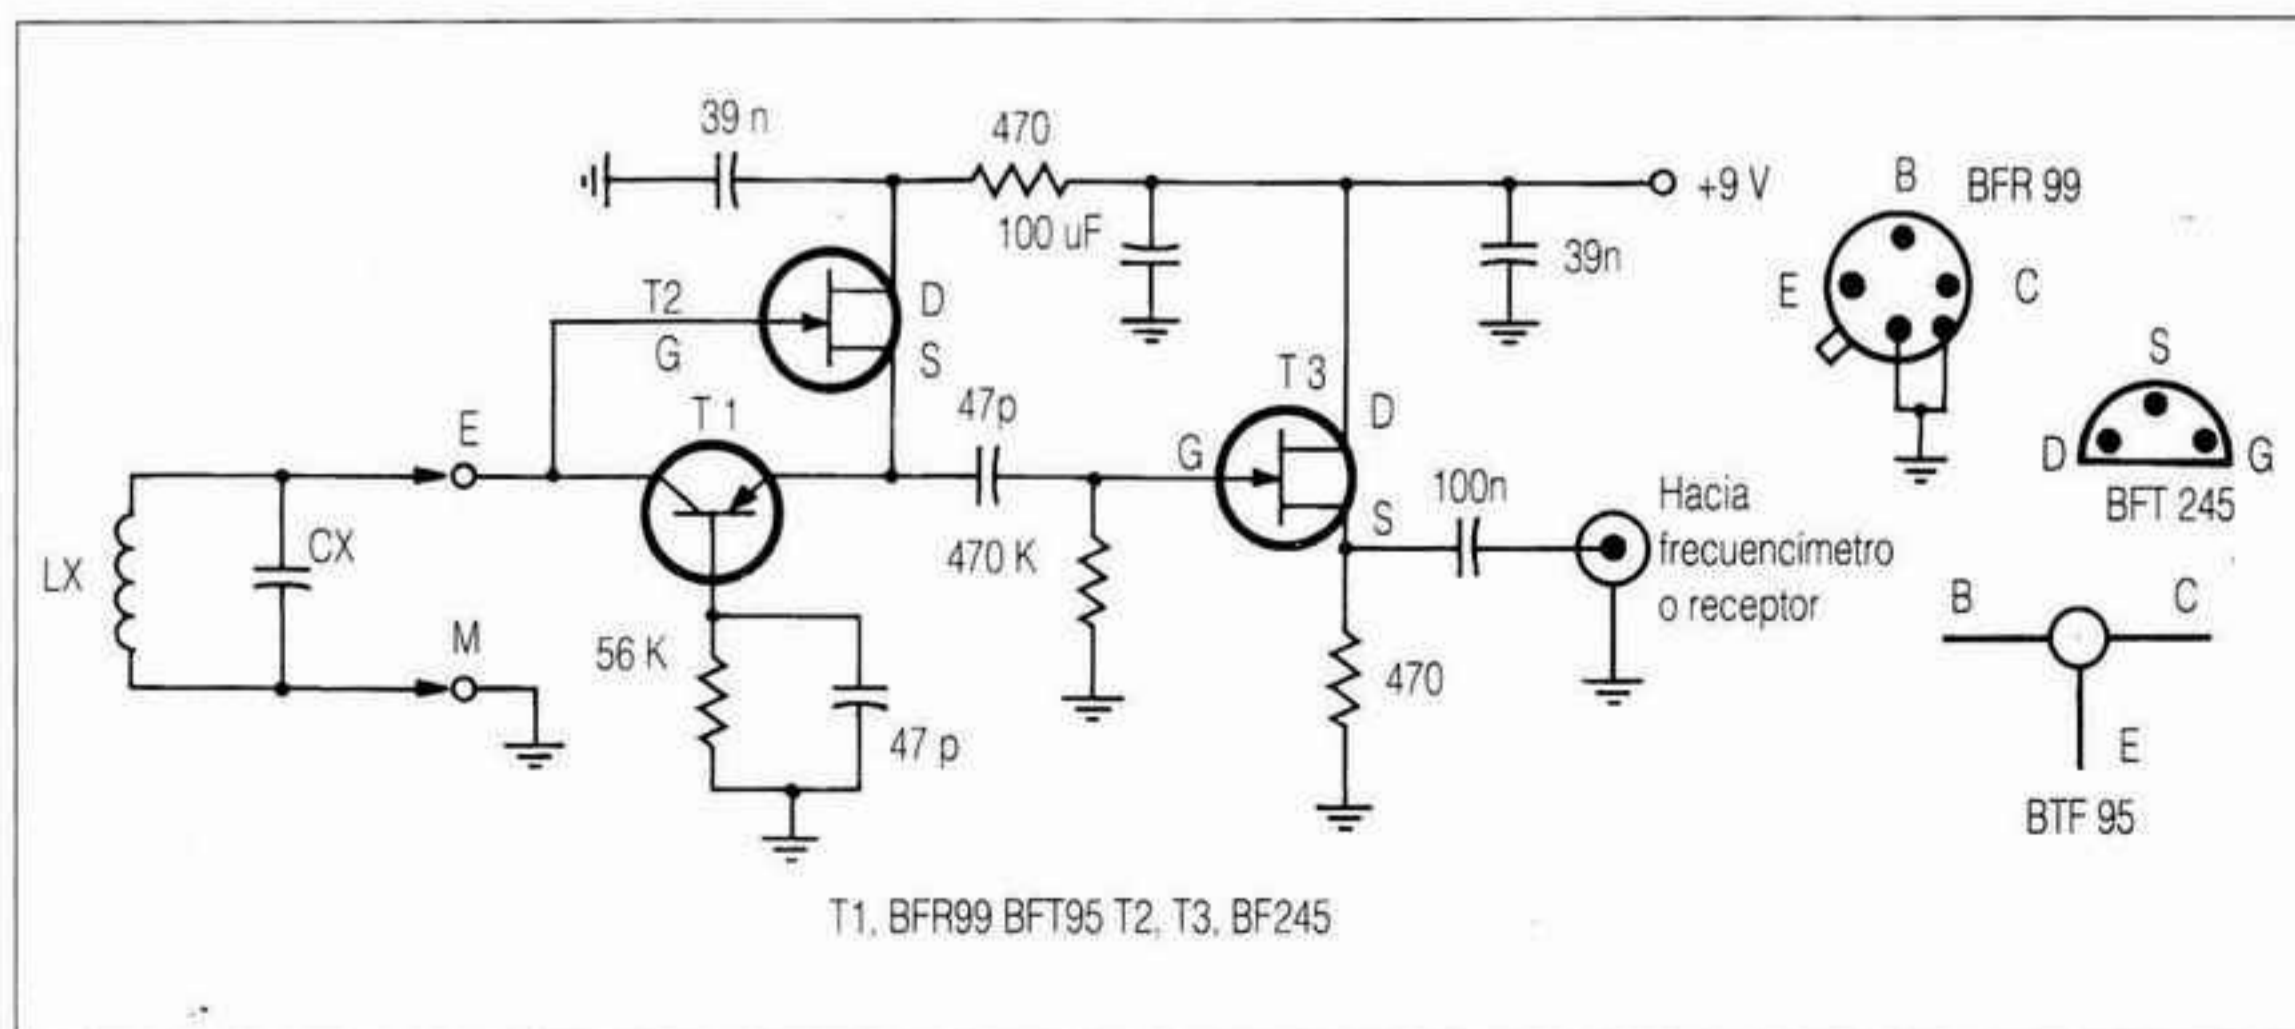 39 n
470
100 uF
+9 V
39n
B
BFR 99
E
C
T2
G
D
S
T 1
47p
T 3
D
G
S
100n
Hacia
frecuencímetro
o receptor
S
D
G
BFT 245
E
LX
CX
M
56 K
47 p
470 K
470
B
C
E
BTF 95
T1, BFR99 BFT95 T2, T3, BF245